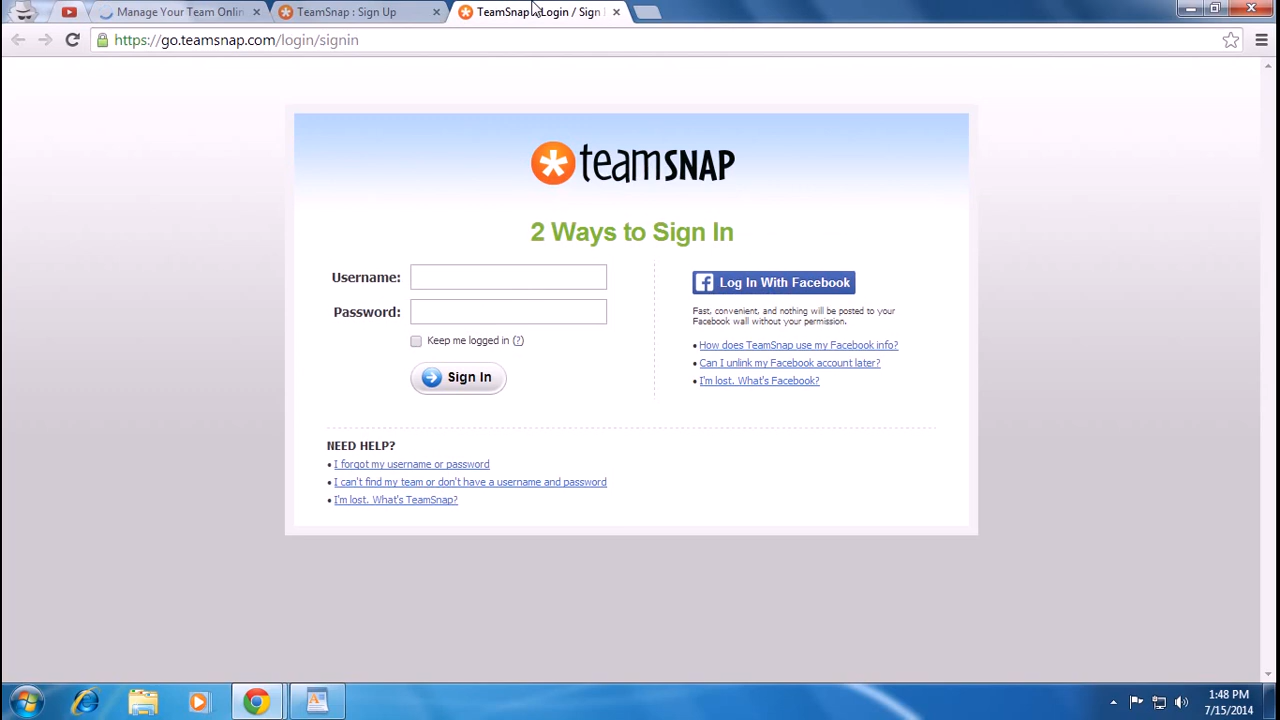 Manage Your Team Onlin
TeamSnap : Sign Up
TeamSnap Login / Sign
https://go.teamsnap.com/login/signin
teamSNAP
2 Ways to Sign In
Username:
Password:
Keep me logged in (?)
Sign In
Log In With Facebook
Fast, convenient, and nothing will be posted to your
Facebook wall without your permission.
How does TeamSnap use my Facebook info?
Can I unlink my Facebook account later?
I'm lost. What's Facebook?
NEED HELP?
I forgot my username or password
I can't find my team or don't have a username and password
I'm lost. What's TeamSnap?
1:48 PM
7/15/2014